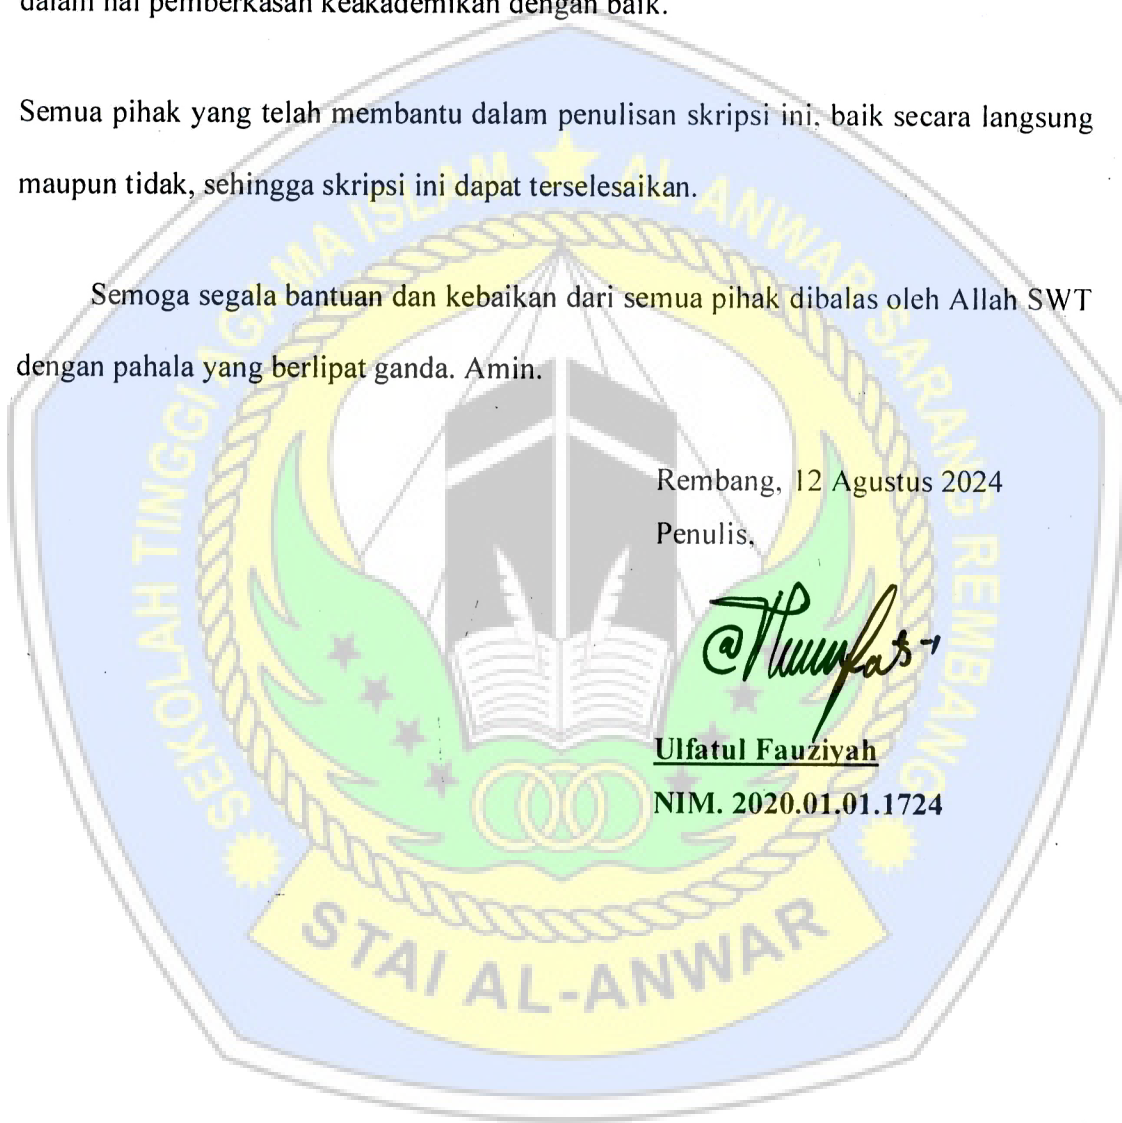 dalam hal pemberkasan keakademikan dengan baik.
Semua pihak yang telah membantu dalam penulisan skripsi ini, baik secara langsung
maupun tidak, sehingga skripsi ini dapat terselesaikan.
Semoga segala bantuan dan kebaikan dari semua pihak dibalas oleh Allah SWT
dengan pahala yang berlipat ganda. Amin.
Rembang, 12 Agustus 2024
Penulis,
Ulfatul Fauziyah
NIM. 2020.01.01.1724
SEKOLAH TINGGI AGAMA ISLAM AL ANWAR SARANG REMBANG
STAI AL-ANWAR